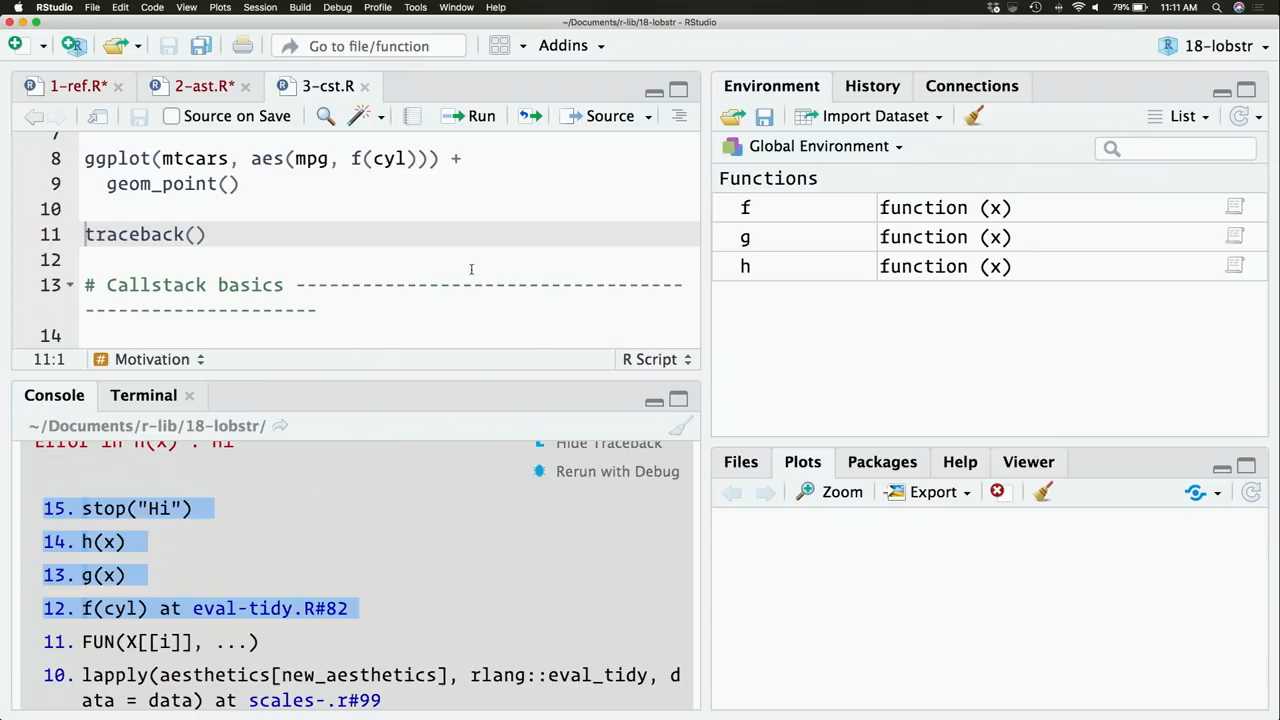 RStudio File Edit Code View Plots Session Build Debug Profile Tools Window Help 79% 11:11 AM
~/Documents/r-lib/18-lobstr - RStudio
Go to file/function Addins 18-lobstr
1-ref.R* 2-ast.R* 3-cst.R
Source on Save Run Source
7
8 ggplot(mtcars, aes(mpg, f(cyl))) +
9 geom_point()
10
11 traceback()
12
13 # Callstack basics ------------------------------------
----------------------
14
11:1 # Motivation R Script
Console Terminal
~/Documents/r-lib/18-lobstr/
Error in h(x) : Hi
Hide Traceback
Rerun with Debug
15. stop("Hi")
14. h(x)
13. g(x)
12. f(cyl) at eval-tidy.R#82
11. FUN(X[[i]], ...)
10. lapply(aesthetics[new_aesthetics], rlang::eval_tidy, d
ata = data) at scales-.r#99
Environment History Connections
Import Dataset List
Global Environment
Functions
f function (x)
g function (x)
h function (x)
Files Plots Packages Help Viewer
Zoom Export